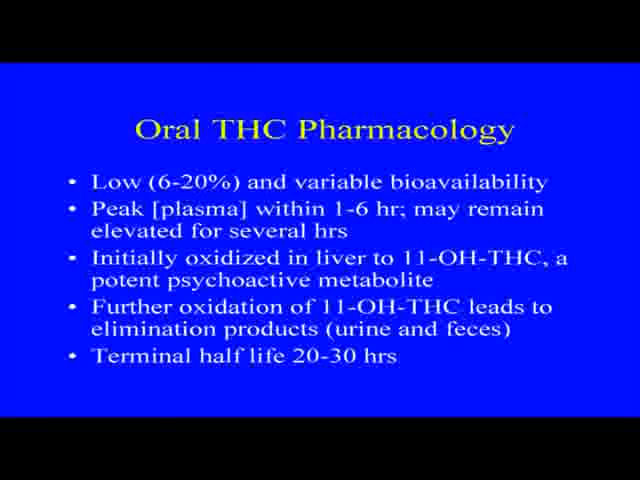 Oral THC Pharmacology
• Low (6-20%) and variable bioavailability
• Peak [plasma] within 1-6 hr; may remain
elevated for several hrs
• Initially oxidized in liver to 11-OH-THC, a
potent psychoactive metabolite
• Further oxidation of 11-OH-THC leads to
elimination products (urine and feces)
• Terminal half life 20-30 hrs